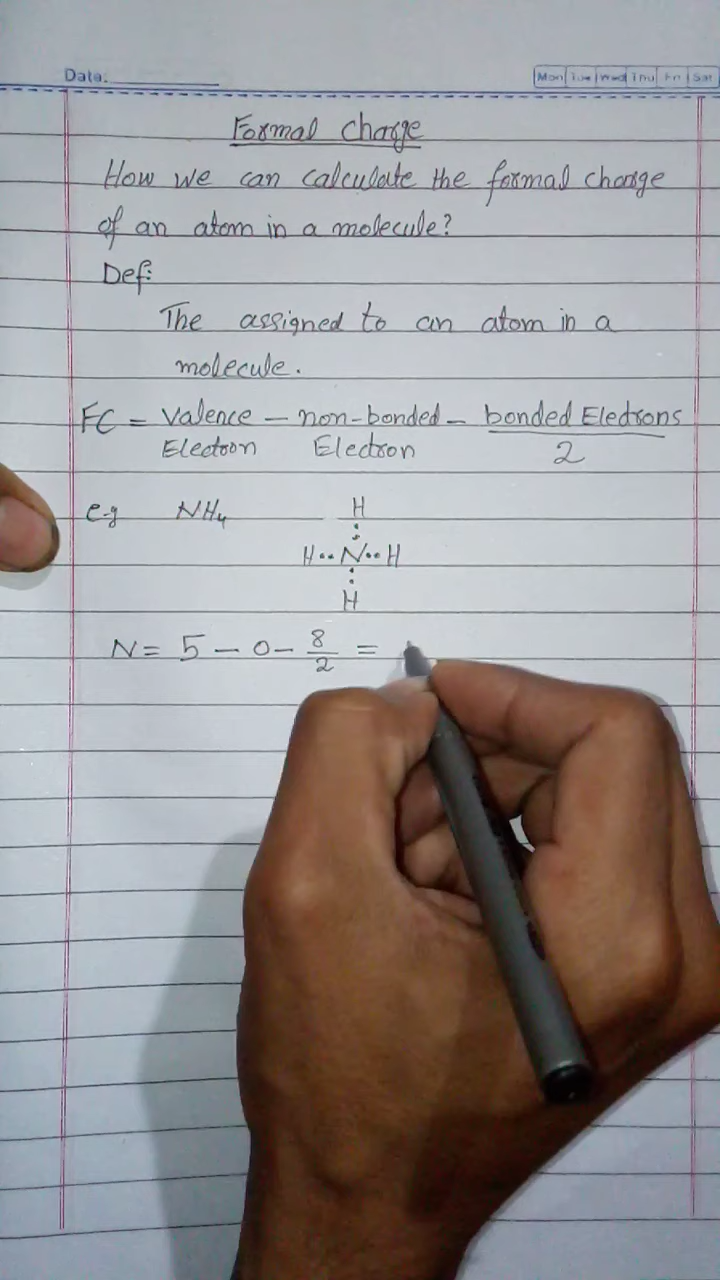 Date:
Mon Tue Wed Thu Fri Sat
Formal Charge
How we can calculate the formal charge
of an atom in a molecule?
Def:
The assigned to an atom in a
molecule.
FC = Valence - non-bonded - bonded Electrons
Electron Electron 2
e.g NH₄ H
H··N··H
H
N = 5 - 0 - 8/2 =